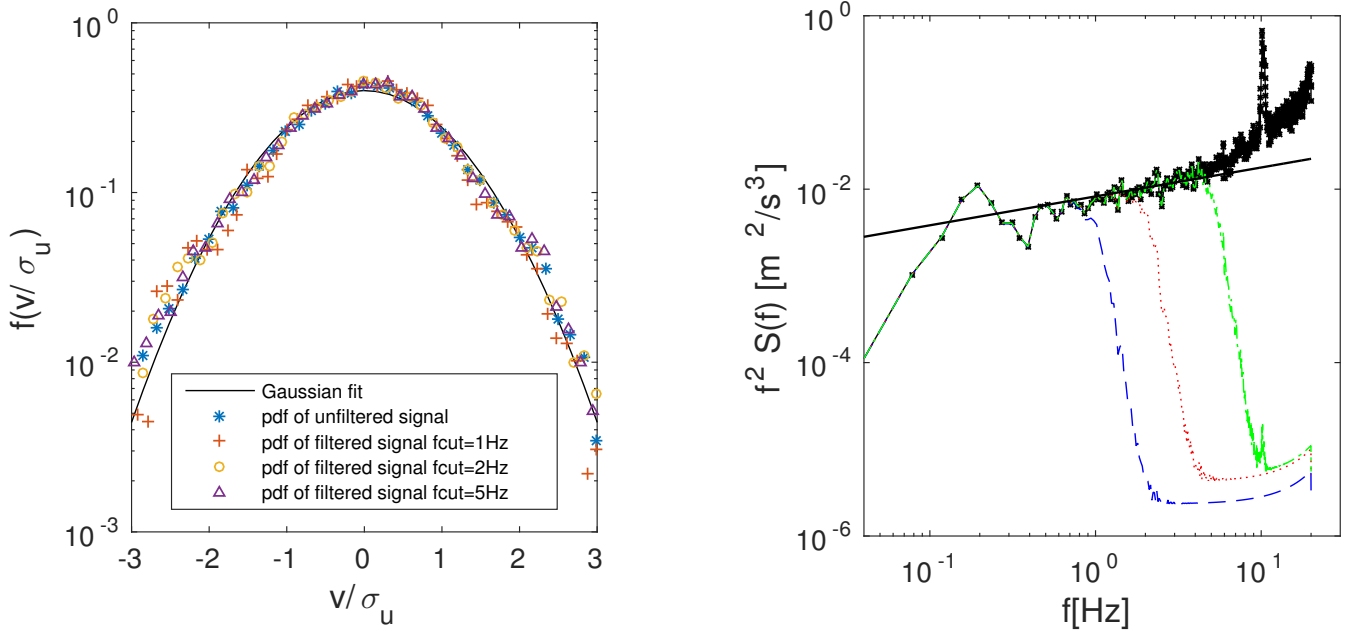 10^0
10^-1
10^-2
10^-3
f(v/ σ_u)
-3 -2 -1 0 1 2 3
v/ σ_u
Gaussian fit
pdf of unfiltered signal
pdf of filtered signal fcut=1Hz
pdf of filtered signal fcut=2Hz
pdf of filtered signal fcut=5Hz
10^0
10^-2
10^-4
10^-6
f^2 S(f) [m^2/s^3]
10^-1 10^0 10^1
f[Hz]